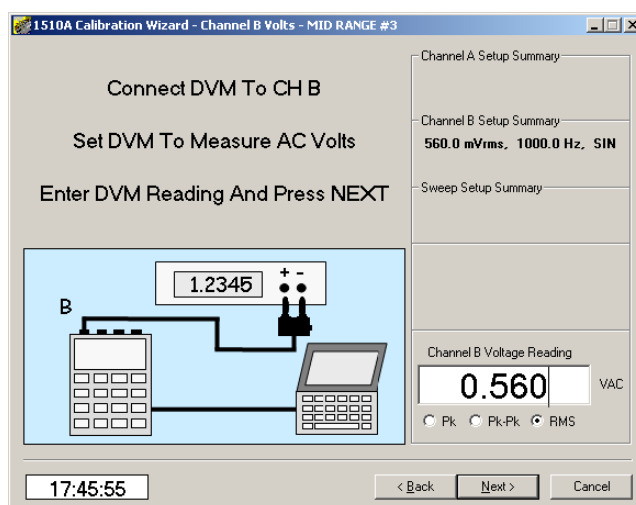 1510A Calibration Wizard - Channel B Volts - MID RANGE #3
Connect DVM To CH B
Set DVM To Measure AC Volts
Enter DVM Reading And Press NEXT
Channel A Setup Summary
Channel B Setup Summary
560.0 mVrms, 1000.0 Hz, SIN
Sweep Setup Summary
1.2345
+ -
B
Channel B Voltage Reading
0.560 VAC
Pk Pk-Pk RMS
17:45:55
< Back Next > Cancel